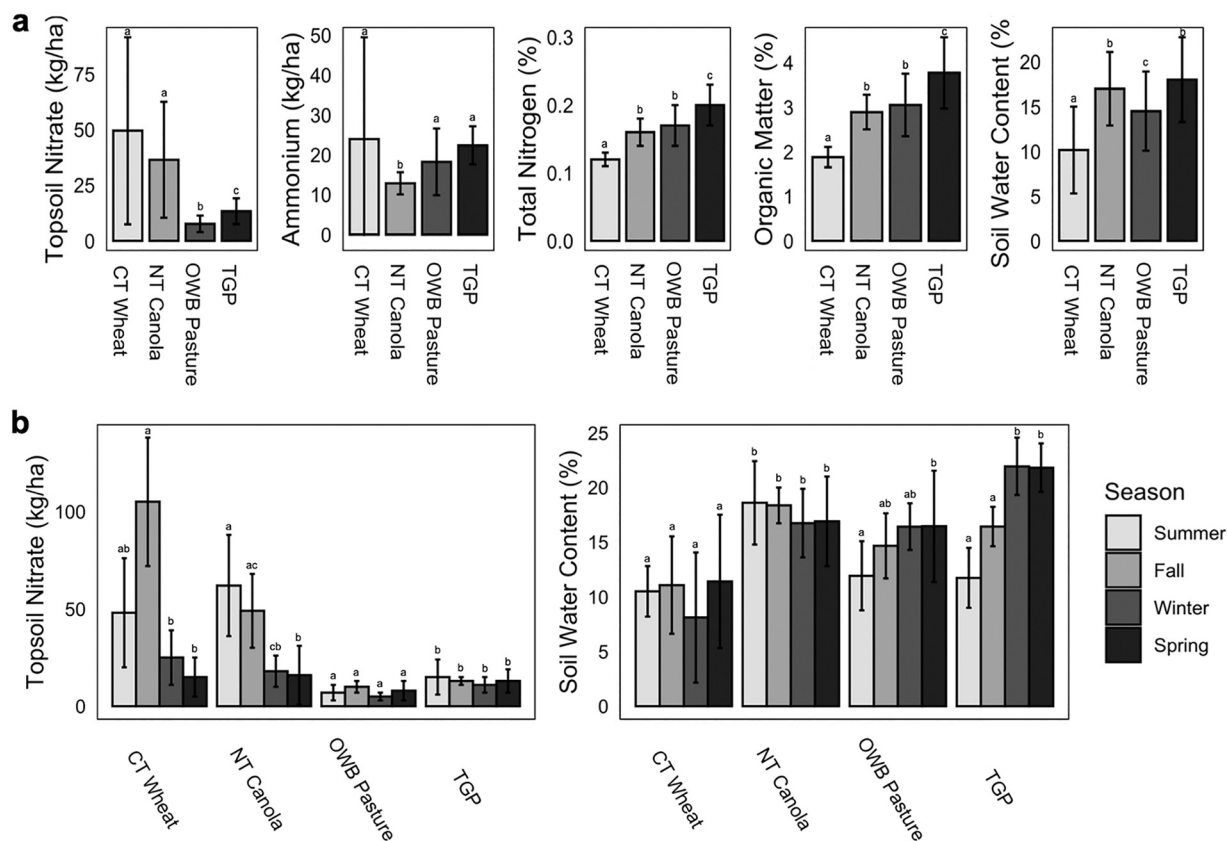 a
Topsoil Nitrate (kg/ha)
75
50
25
0
a
a
b
c
CT Wheat
NT Canola
OWB Pasture
TGP
Ammonium (kg/ha)
50
40
30
20
10
0
a
b
a
a
CT Wheat
NT Canola
OWB Pasture
TGP
Total Nitrogen (%)
0.3
0.2
0.1
0.0
a
b
b
c
CT Wheat
NT Canola
OWB Pasture
TGP
Organic Matter (%)
4
3
2
1
0
a
b
b
c
CT Wheat
NT Canola
OWB Pasture
TGP
Soil Water Content (%
20
15
10
5
0
a
b
c
b
CT Wheat
NT Canola
OWB Pasture
TGP
b
Topsoil Nitrate (kg/ha)
100
50
0
ab
a
b
b
a
ac
cb
b
a
a
a
a
b
b
b
b
CT Wheat
NT Canola
OWB Pasture
TGP
Soil Water Content (%)
25
20
15
10
5
0
a
a
a
a
b
b
b
b
a
ab
ab
b
a
a
b
b
CT Wheat
NT Canola
OWB Pasture
TGP
Season
Summer
Fall
Winter
Spring